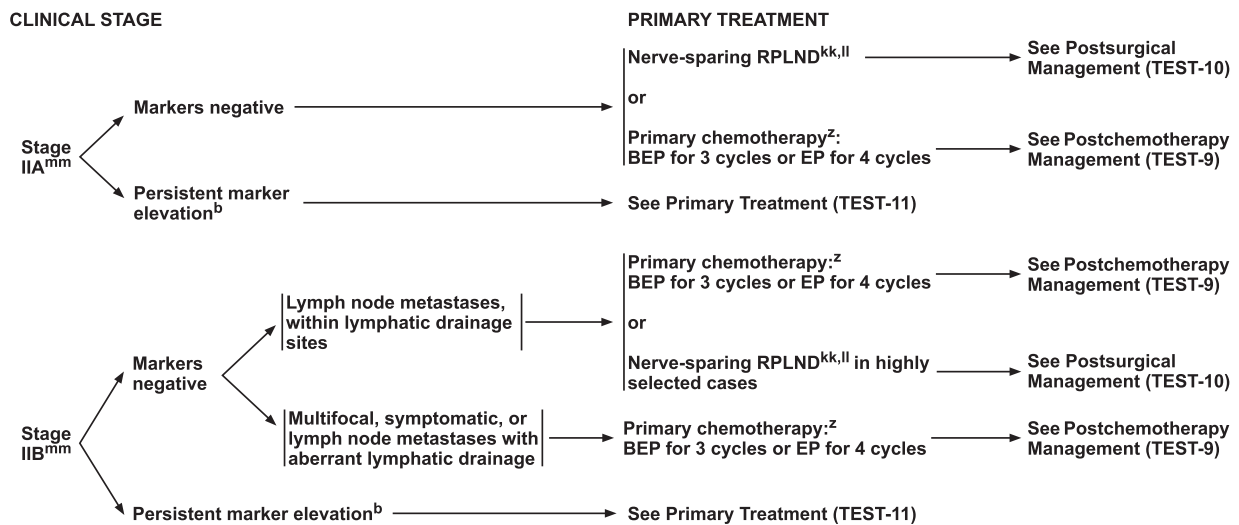 CLINICAL STAGE
PRIMARY TREATMENT
Stage
IIAmm
Markers negative
Nerve-sparing RPLNDkk,ll
See Postsurgical
Management (TEST-10)
or
Primary chemotherapyz:
BEP for 3 cycles or EP for 4 cycles
See Postchemotherapy
Management (TEST-9)
Persistent marker
elevationb
See Primary Treatment (TEST-11)
Stage
IIBmm
Markers
negative
Lymph node metastases,
within lymphatic drainage
sites
Primary chemotherapy:z
BEP for 3 cycles or EP for 4 cycles
See Postchemotherapy
Management (TEST-9)
or
Nerve-sparing RPLNDkk,ll in highly
selected cases
See Postsurgical
Management (TEST-10)
Multifocal, symptomatic, or
lymph node metastases with
aberrant lymphatic drainage
Primary chemotherapy:z
BEP for 3 cycles or EP for 4 cycles
See Postchemotherapy
Management (TEST-9)
Persistent marker elevationb
See Primary Treatment (TEST-11)